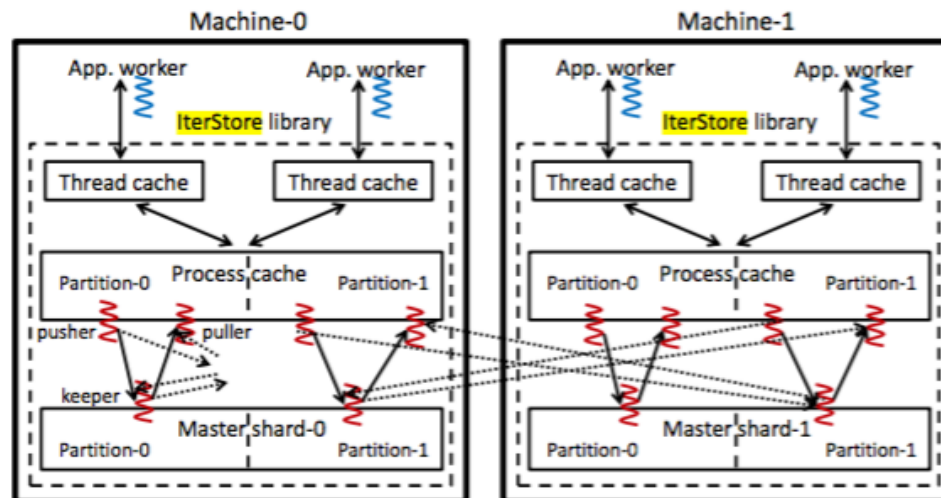 Machine-0
Machine-1
App. worker
App. worker
App. worker
App. worker
IterStore library
IterStore library
Thread cache
Thread cache
Thread cache
Thread cache
Partition-0
Process cache
Partition-1
Partition-0
Process cache
Partition-1
pusher
puller
keeper
Master shard-0
Partition-0
Partition-1
Master shard-1
Partition-0
Partition-1